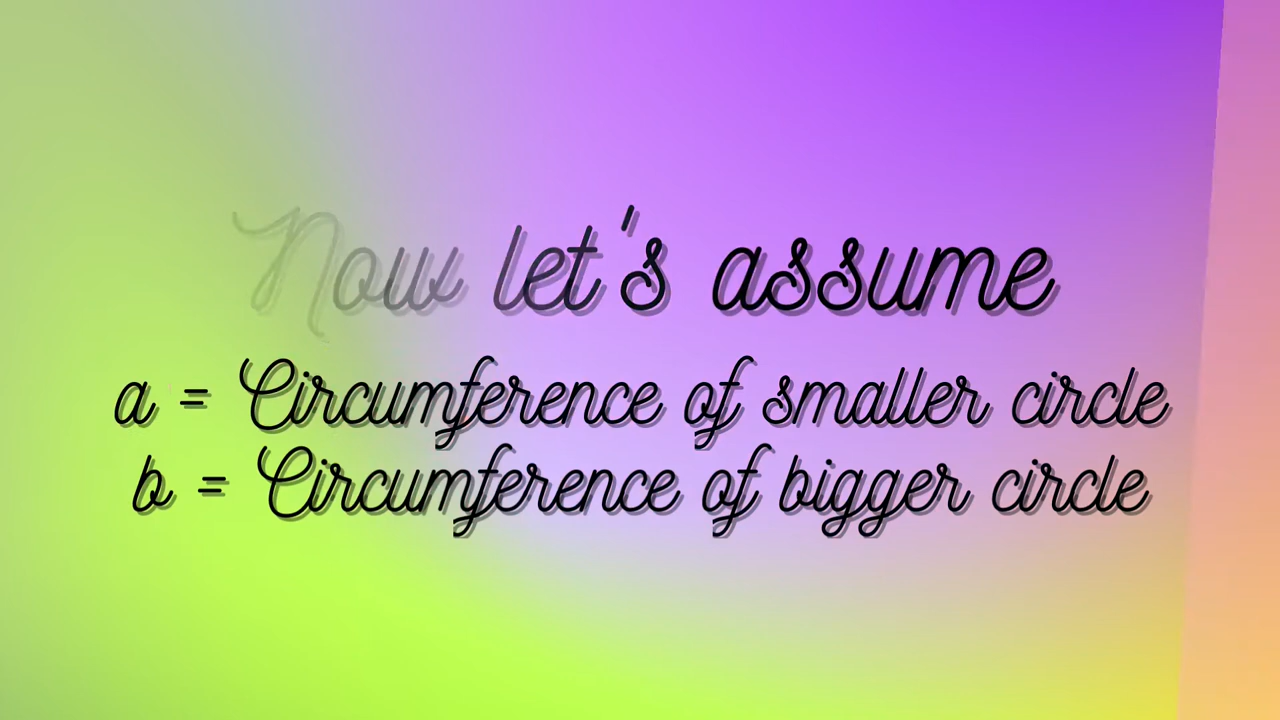 Now let's assume
a = Circumference of smaller circle
b = Circumference of bigger circle